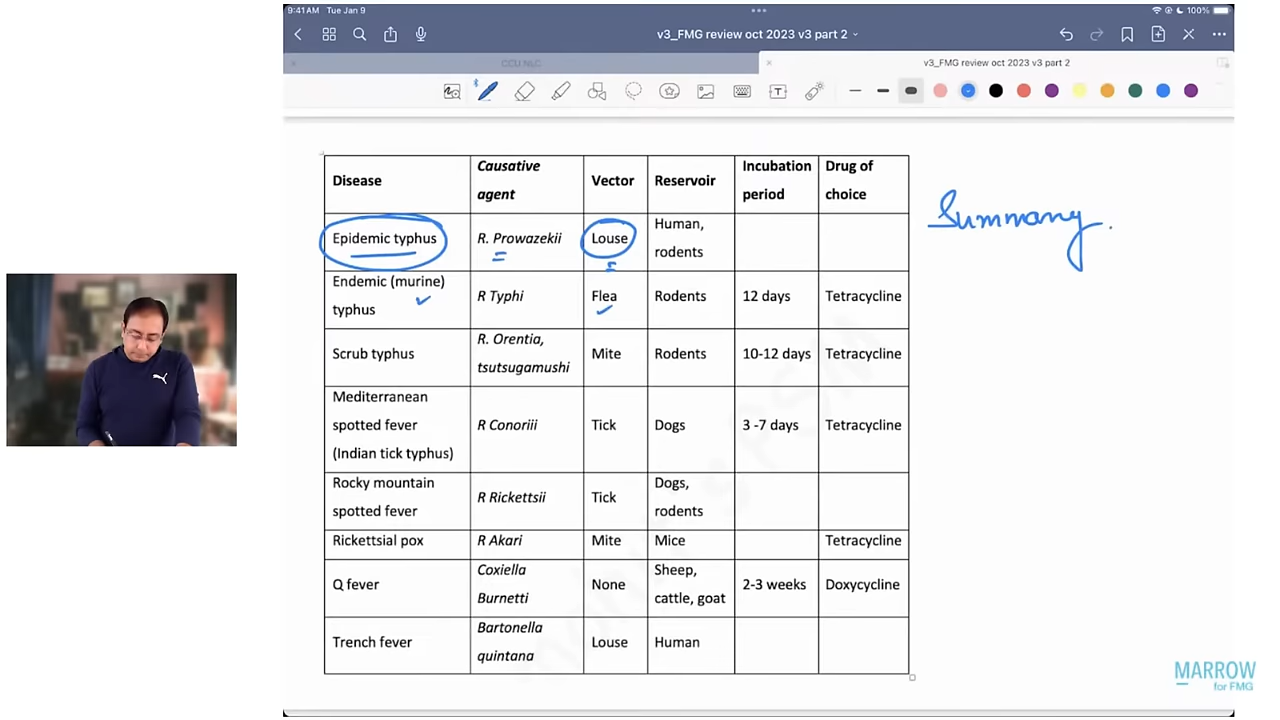 9:41 AM Tue Jan 9
100%
v3_FMG review oct 2023 v3 part 2
CCU NLC
v3_FMG review oct 2023 v3 part 2
Disease Causative agent Vector Reservoir Incubation period Drug of choice
Epidemic typhus R. Prowazekii Louse Human, rodents
Endemic (murine) typhus R Typhi Flea Rodents 12 days Tetracycline
Scrub typhus R. Orentia, tsutsugamushi Mite Rodents 10-12 days Tetracycline
Mediterranean spotted fever (Indian tick typhus) R Conoriii Tick Dogs 3 -7 days Tetracycline
Rocky mountain spotted fever R Rickettsii Tick Dogs, rodents
Rickettsial pox R Akari Mite Mice Tetracycline
Q fever Coxiella Burnetti None Sheep, cattle, goat 2-3 weeks Doxycycline
Trench fever Bartonella quintana Louse Human
Summary.
MARROW
for FMG